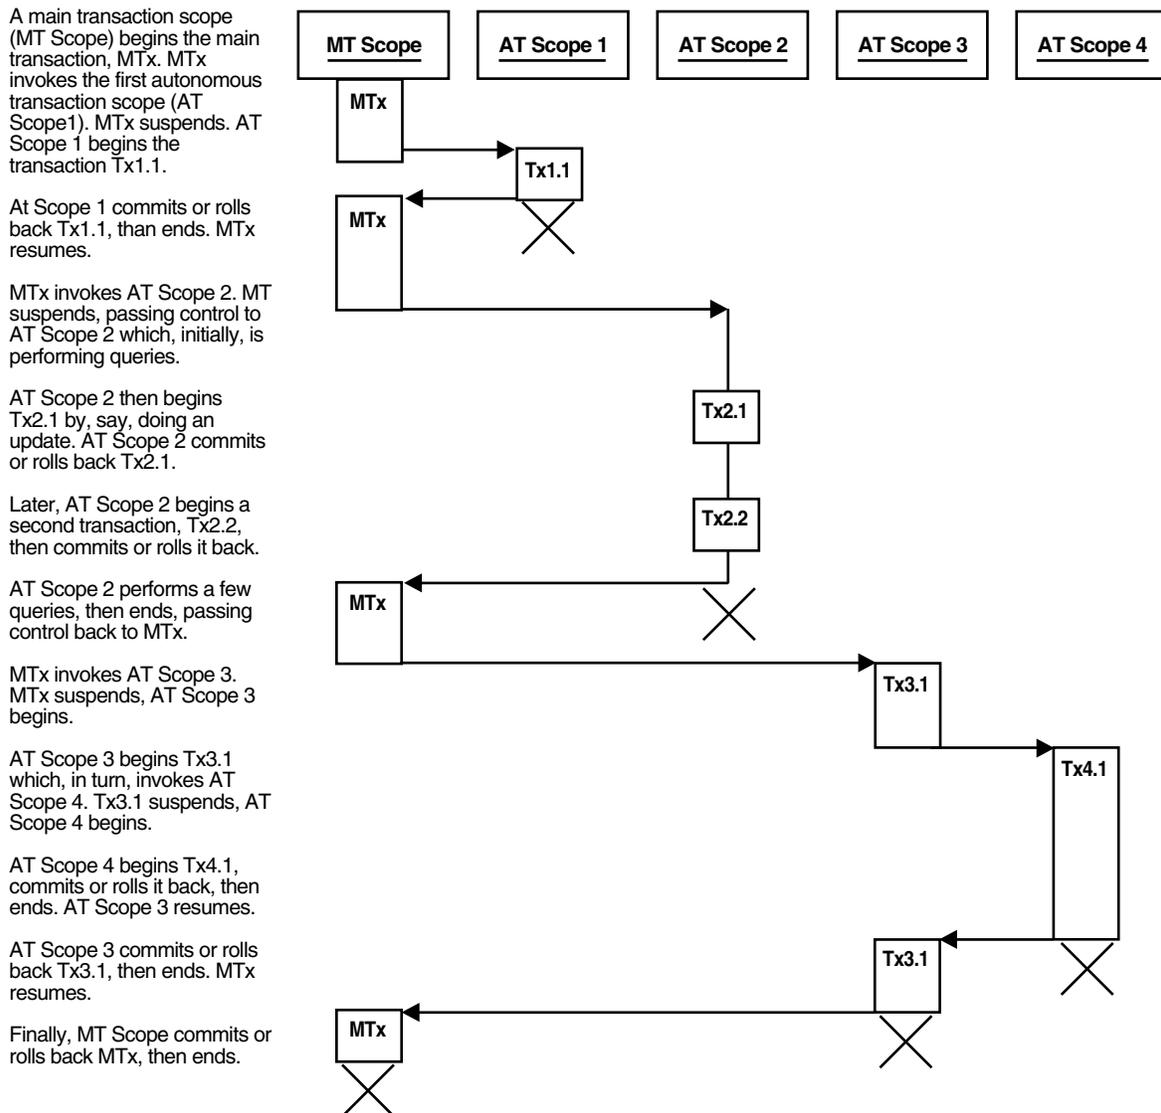 A main transaction scope
(MT Scope) begins the main
transaction, MTx. MTx
invokes the first autonomous
transaction scope (AT
Scope1). MTx suspends. AT
Scope 1 begins the
transaction Tx1.1.
At Scope 1 commits or rolls
back Tx1.1, than ends. MTx
resumes.
MTx invokes AT Scope 2. MT
suspends, passing control to
AT Scope 2 which, initially, is
performing queries.
AT Scope 2 then begins
Tx2.1 by, say, doing an
update. AT Scope 2 commits
or rolls back Tx2.1.
Later, AT Scope 2 begins a
second transaction, Tx2.2,
then commits or rolls it back.
AT Scope 2 performs a few
queries, then ends, passing
control back to MTx.
MTx invokes AT Scope 3.
MTx suspends, AT Scope 3
begins.
AT Scope 3 begins Tx3.1
which, in turn, invokes AT
Scope 4. Tx3.1 suspends, AT
Scope 4 begins.
AT Scope 4 begins Tx4.1,
commits or rolls it back, then
ends. AT Scope 3 resumes.
AT Scope 3 commits or rolls
back Tx3.1, then ends. MTx
resumes.
Finally, MT Scope commits or
rolls back MTx, then ends.
MT Scope
AT Scope 1
AT Scope 2
AT Scope 3
AT Scope 4
MTx
Tx1.1
MTx
Tx2.1
Tx2.2
MTx
Tx3.1
Tx4.1
Tx3.1
MTx